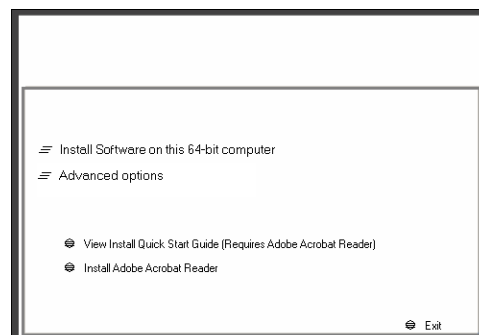 Install Software on this 64-bit computer
Advanced options
View Install Quick Start Guide (Requires Adobe Acrobat Reader)
Install Adobe Acrobat Reader
Exit